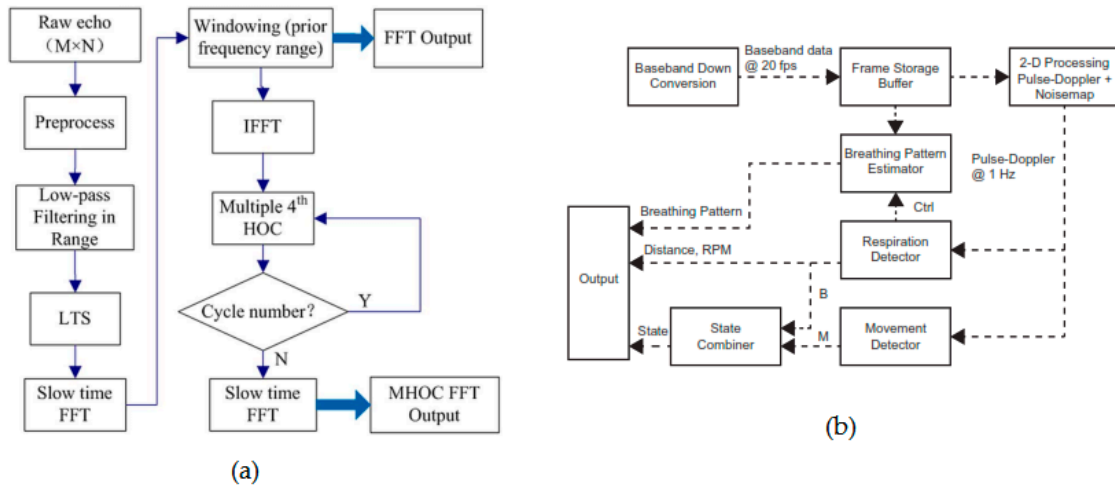 Raw echo
(M×N)
Preprocess
Low-pass
Filtering in
Range
LTS
Slow time
FFT
Windowing (prior
frequency range)
FFT Output
IFFT
Multiple 4th
HOC
Cycle number?
Y
N
Slow time
FFT
MHOC FFT
Output
(a)
Baseband Down
Conversion
Baseband data
@ 20 fps
Frame Storage
Buffer
2-D Processing
Pulse-Doppler +
Noisemap
Breathing Pattern
Estimator
Pulse-Doppler
@ 1 Hz
Ctrl
Breathing Pattern
Respiration
Detector
Distance, RPM
Output
B
State
State
Combiner
M
Movement
Detector
(b)